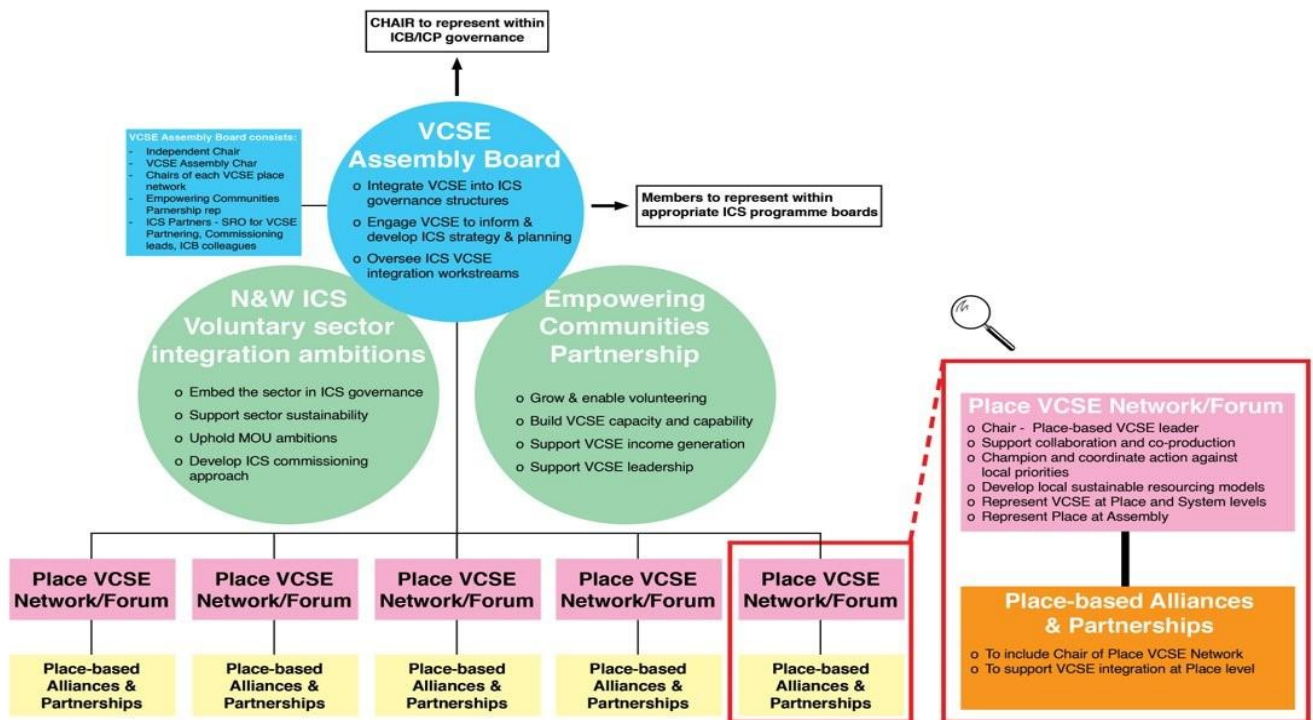 CHAIR to represent within
ICB/ICP governance
VCSE Assembly Board consists:
- Independent Chair
- VCSE Assembly Char
- Chairs of each VCSE place
network
- Empowering Communities
Parnership rep
- ICS Partners - SRO for VCSE
Partnering, Commissioning
leads, ICB colleagues
VCSE
Assembly Board
o Integrate VCSE into ICS
governance structures
o Engage VCSE to inform &
develop ICS strategy & planning
o Oversee ICS VCSE
integration workstreams
Members to represent within
appropriate ICS programme boards
N&W ICS
Voluntary sector
integration ambitions
o Embed the sector in ICS governance
o Support sector sustainability
o Uphold MOU ambitions
o Develop ICS commissioning
approach
Empowering
Communities
Partnership
o Grow & enable volunteering
o Build VCSE capacity and capability
o Support VCSE income generation
o Support VCSE leadership
Place VCSE Network/Forum
o Chair - Place-based VCSE leader
o Support collaboration and co-production
o Champion and coordinate action against
local priorities
o Develop local sustainable resourcing models
o Represent VCSE at Place and System levels
o Represent Place at Assembly
Place-based Alliances
& Partnerships
o To include Chair of Place VCSE Network
o To support VCSE integration at Place level
Place VCSE
Network/Forum
Place VCSE
Network/Forum
Place VCSE
Network/Forum
Place VCSE
Network/Forum
Place VCSE
Network/Forum
Place-based
Alliances &
Partnerships
Place-based
Alliances &
Partnerships
Place-based
Alliances &
Partnerships
Place-based
Alliances &
Partnerships
Place-based
Alliances &
Partnerships